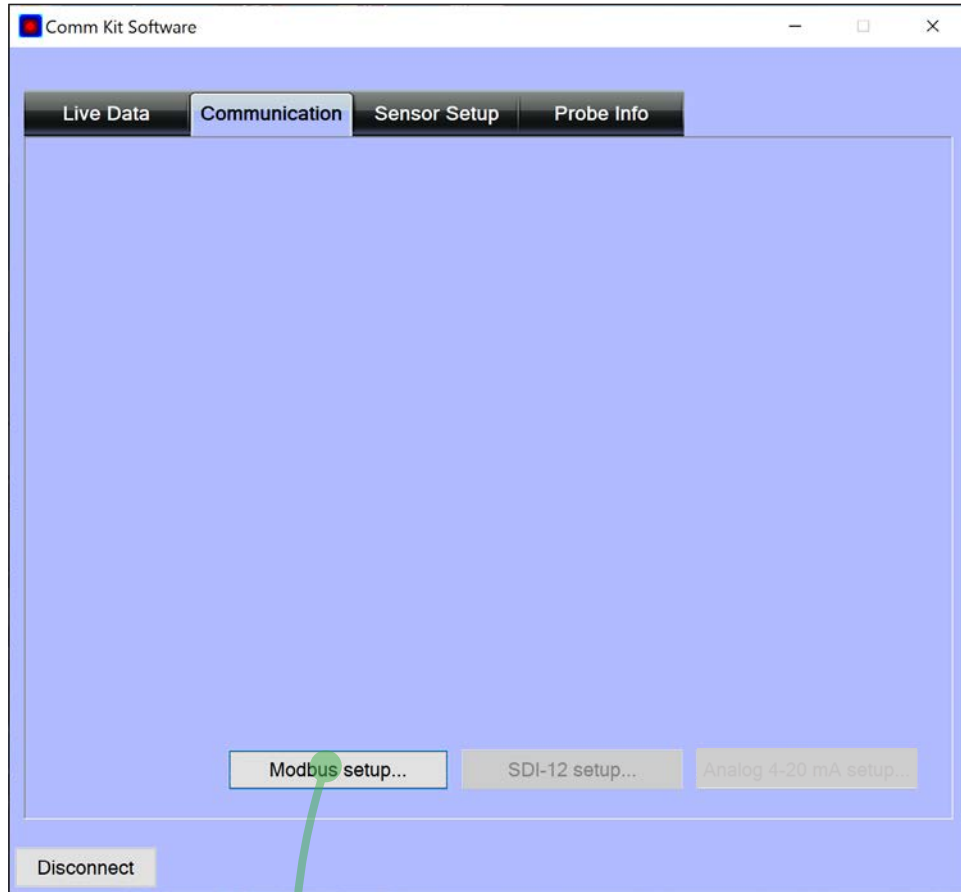 Comm Kit Software
Live Data Communication Sensor Setup Probe Info
Modbus setup... SDI-12 setup... Analog 4-20 mA setup...
Disconnect